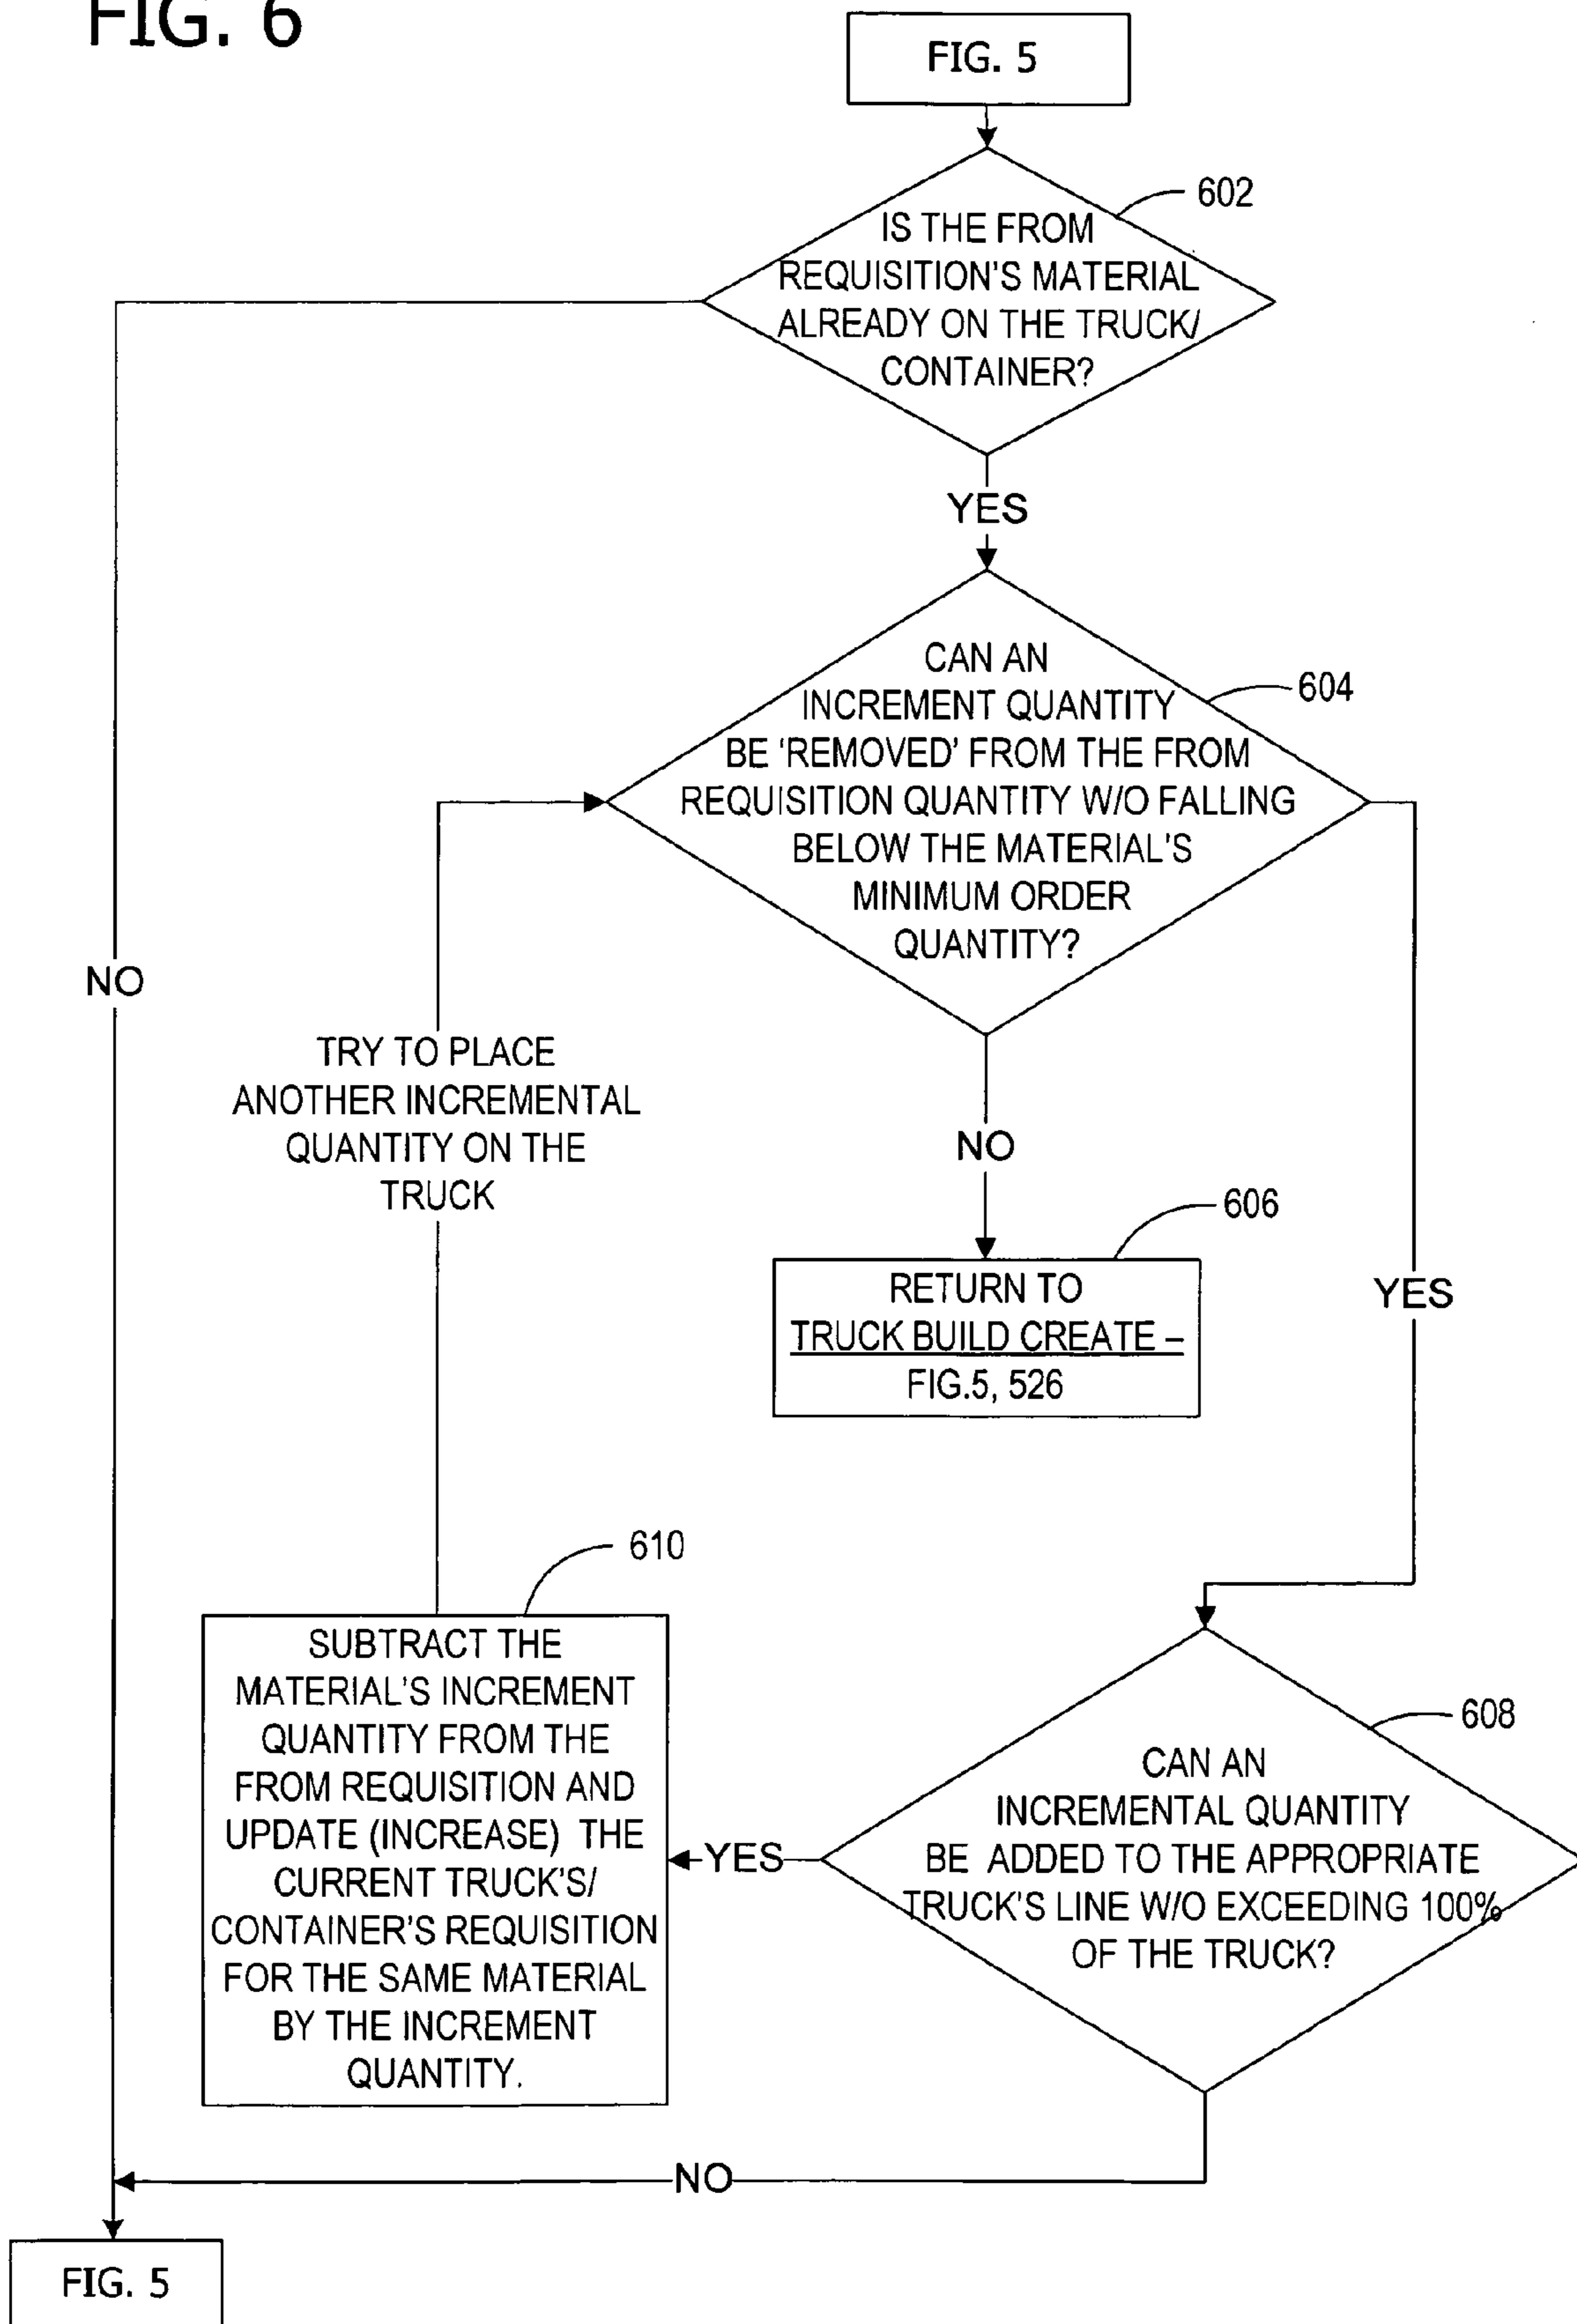 FIG. 6
FIG. 5
602
IS THE FROM
REQUISITION'S MATERIAL
ALREADY ON THE TRUCK/
CONTAINER?
YES
CAN AN
INCREMENT QUANTITY
BE 'REMOVED' FROM THE FROM
REQUISITION QUANTITY W/O FALLING
BELOW THE MATERIAL'S
MINIMUM ORDER
QUANTITY?
604
NO
TRY TO PLACE
ANOTHER INCREMENTAL
QUANTITY ON THE
TRUCK
NO
606
RETURN TO
TRUCK BUILD CREATE –
FIG.5, 526
YES
610
SUBTRACT THE
MATERIAL'S INCREMENT
QUANTITY FROM THE
FROM REQUISITION AND
UPDATE (INCREASE) THE
CURRENT TRUCK'S/
CONTAINER'S REQUISITION
FOR THE SAME MATERIAL
BY THE INCREMENT
QUANTITY.
YES
608
CAN AN
INCREMENTAL QUANTITY
BE ADDED TO THE APPROPRIATE
TRUCK'S LINE W/O EXCEEDING 100%
OF THE TRUCK?
NO
FIG. 5